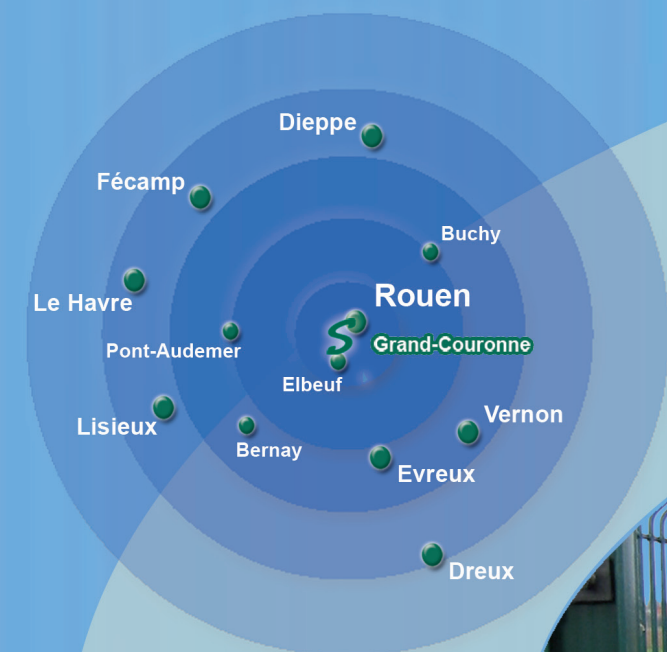 Dieppe
Fécamp
Buchy
Rouen
Le Havre
Grand-Couronne
Pont-Audemer
Elbeuf
Vernon
Lisieux
Bernay
Evreux
Dreux